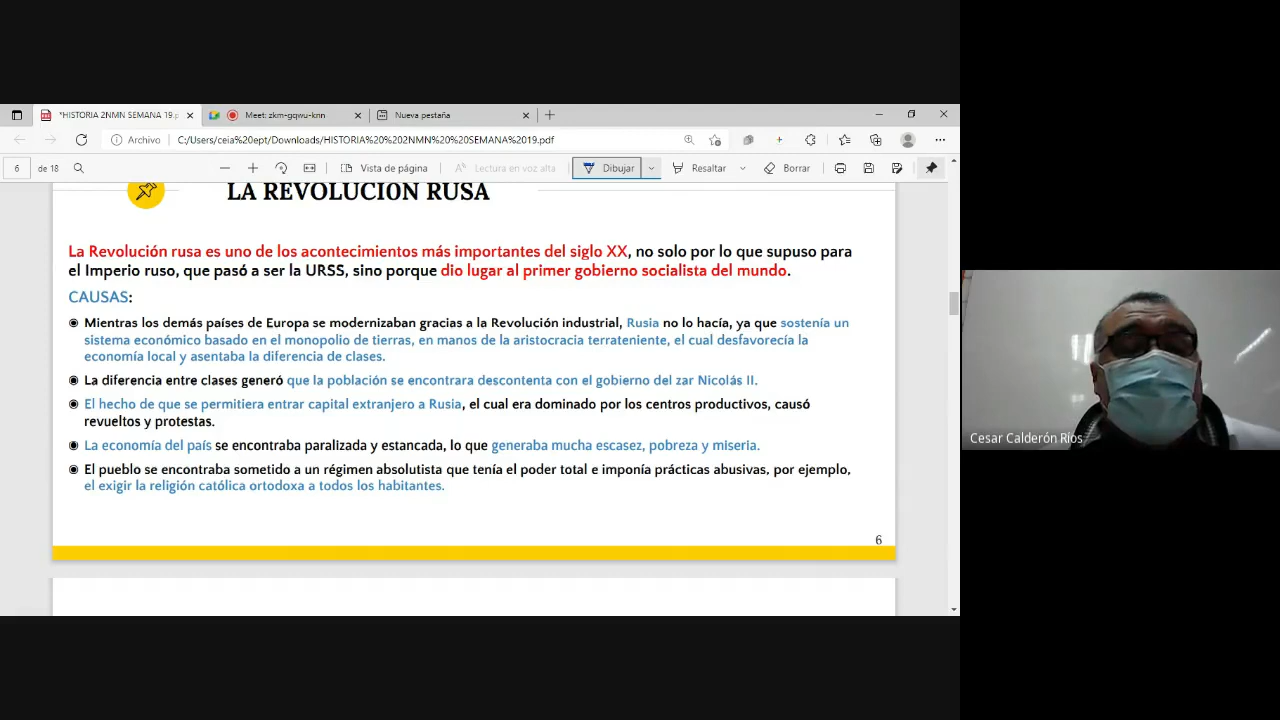 *HISTORIA 2NMN SEMANA 19.p
Meet: zkm-gqwu-knn
Nueva pestaña
Archivo
C:/Users/ceia%20ept/Downloads/HISTORIA%20%202NMN%20%20SEMANA%2019.pdf
6 de 18
Vista de página
Lectura en voz alta
Dibujar
Resaltar
Borrar
LA REVOLUCIÓN RUSA
La Revolución rusa es uno de los acontecimientos más importantes del siglo XX, no solo por lo que supuso para
el Imperio ruso, que pasó a ser la URSS, sino porque dio lugar al primer gobierno socialista del mundo.
CAUSAS:
Mientras los demás países de Europa se modernizaban gracias a la Revolución industrial, Rusia no lo hacía, ya que sostenía un
sistema económico basado en el monopolio de tierras, en manos de la aristocracia terrateniente, el cual desfavorecía la
economía local y asentaba la diferencia de clases.
La diferencia entre clases generó que la población se encontrara descontenta con el gobierno del zar Nicolás II.
El hecho de que se permitiera entrar capital extranjero a Rusia, el cual era dominado por los centros productivos, causó
revueltos y protestas.
La economía del país se encontraba paralizada y estancada, lo que generaba mucha escasez, pobreza y miseria.
El pueblo se encontraba sometido a un régimen absolutista que tenía el poder total e imponía prácticas abusivas, por ejemplo,
el exigir la religión católica ortodoxa a todos los habitantes.
6
Cesar Calderón Ríos